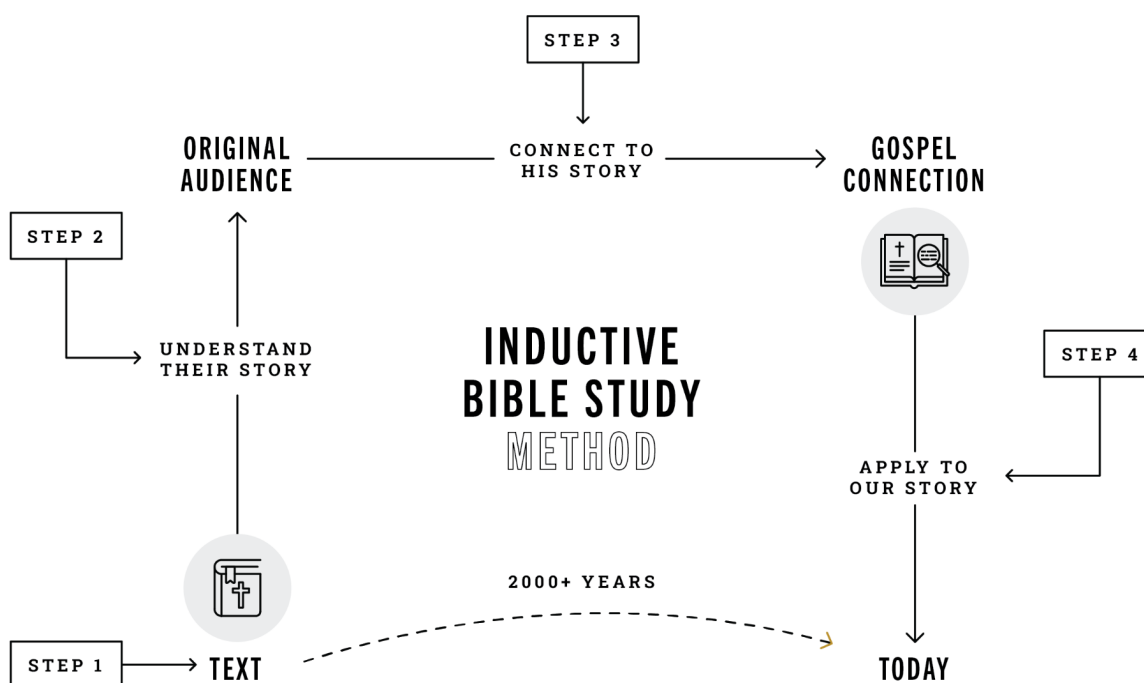 STEP 3
ORIGINAL
AUDIENCE
CONNECT TO
HIS STORY
GOSPEL
CONNECTION
STEP 2
UNDERSTAND
THEIR STORY
INDUCTIVE
BIBLE STUDY
METHOD
STEP 4
APPLY TO
OUR STORY
2000+ YEARS
STEP 1
TEXT
TODAY